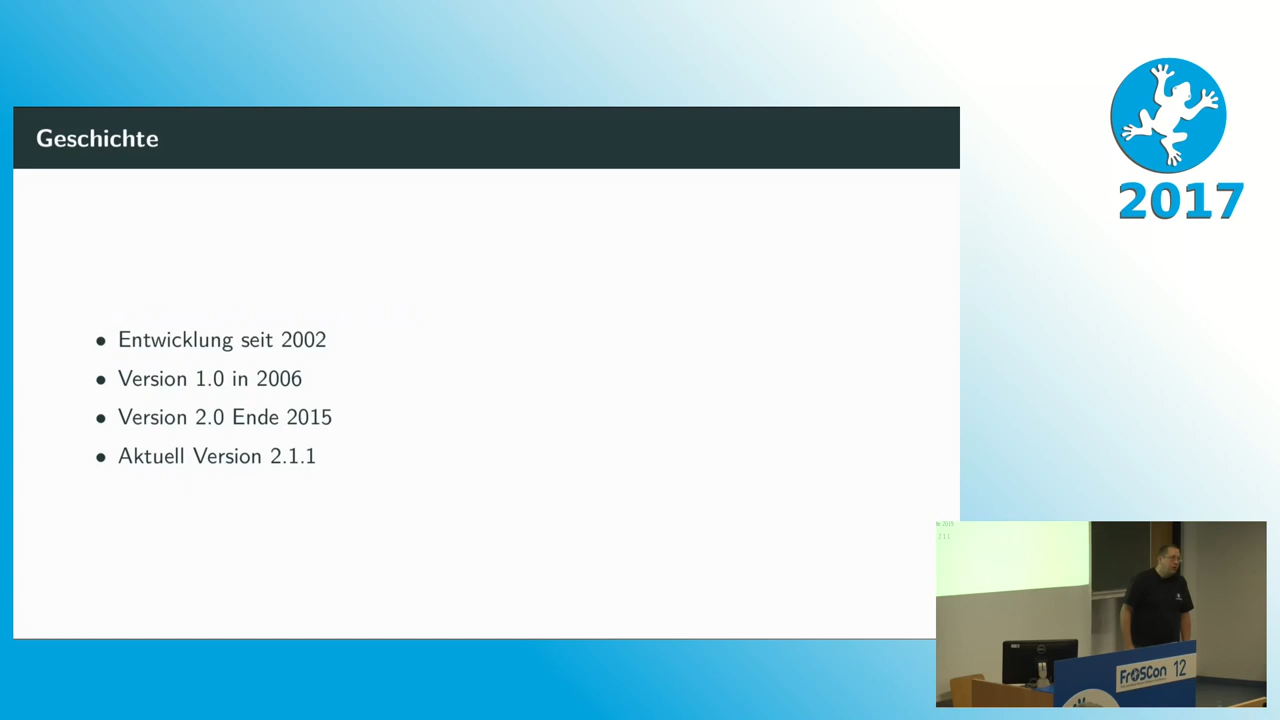 Geschichte
2017
• Entwicklung seit 2002
• Version 1.0 in 2006
• Version 2.0 Ende 2015
• Aktuell Version 2.1.1
FrOSCon 12